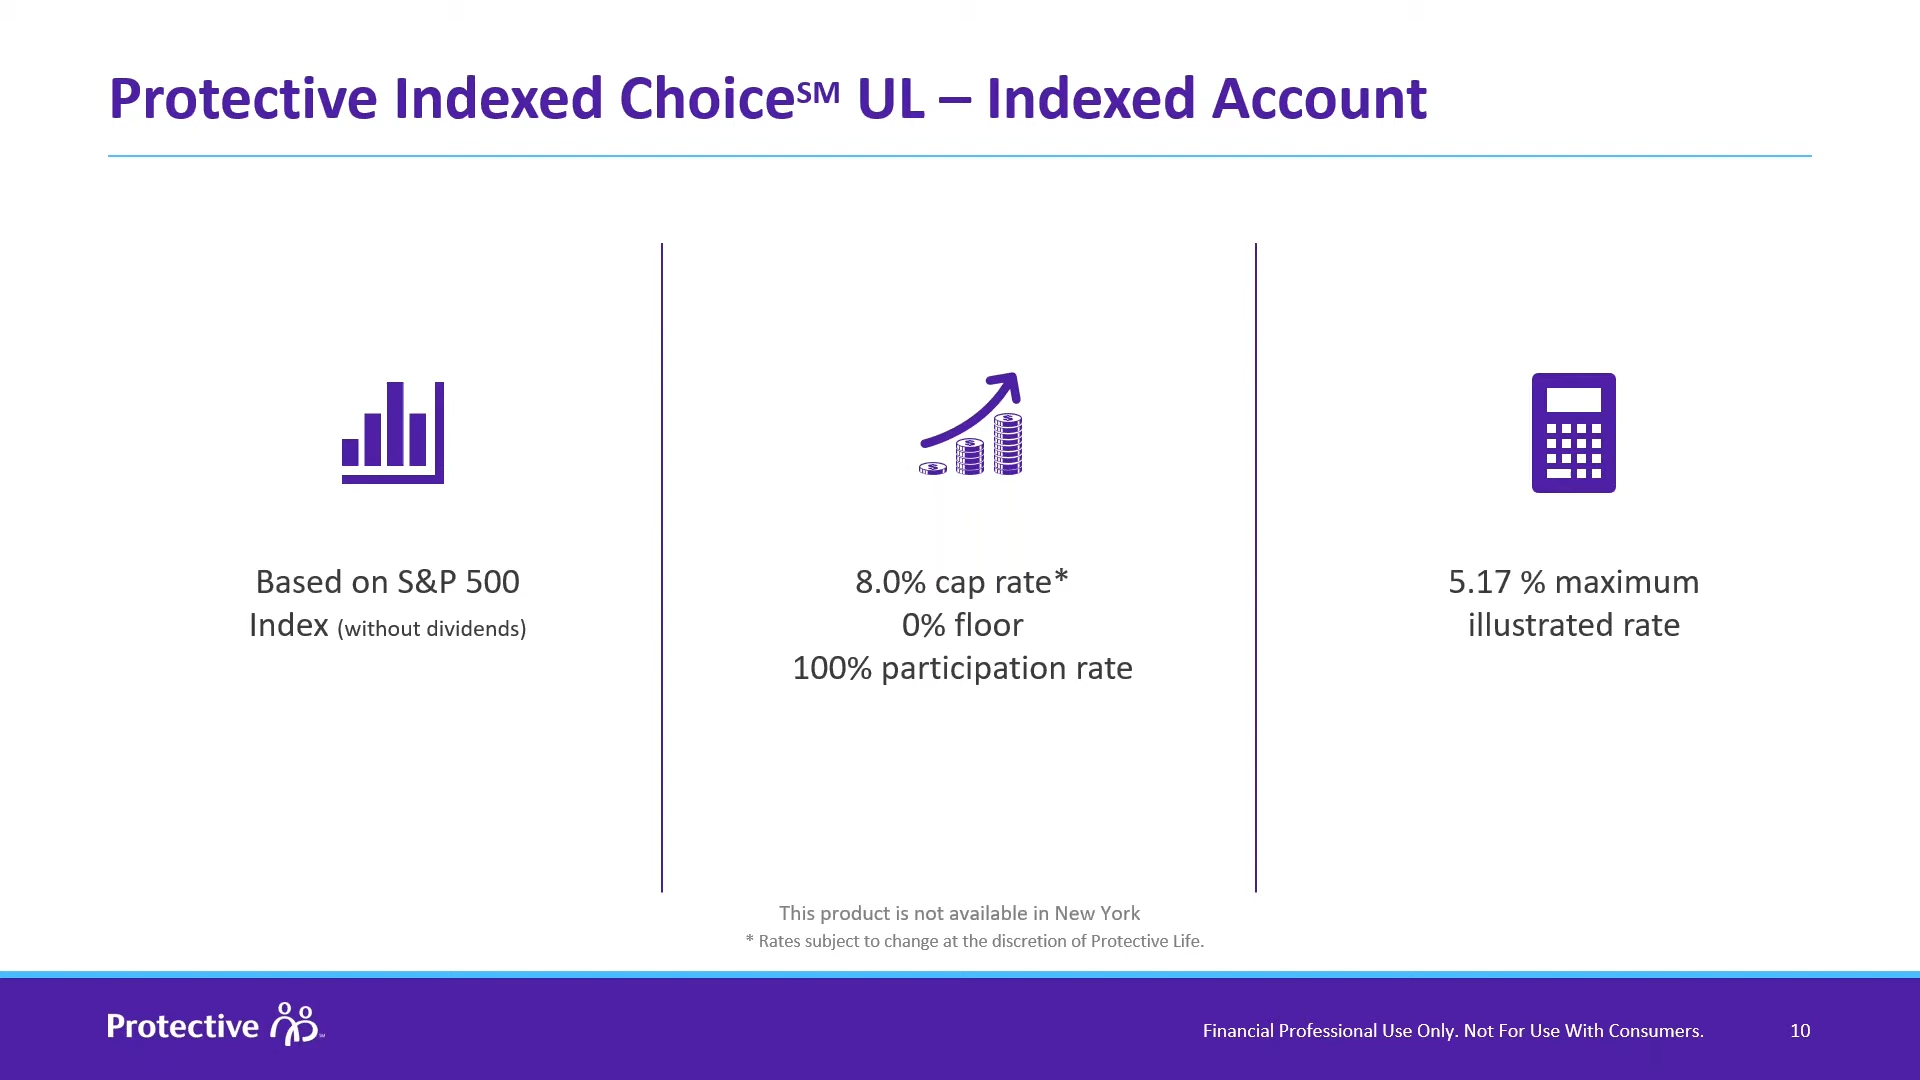 Protective Indexed Choice℠ UL – Indexed Account
Based on S&P 500
Index (without dividends)
8.0% cap rate*
0% floor
100% participation rate
5.17 % maximum
illustrated rate
This product is not available in New York
* Rates subject to change at the discretion of Protective Life.
Protective
Financial Professional Use Only. Not For Use With Consumers.
10